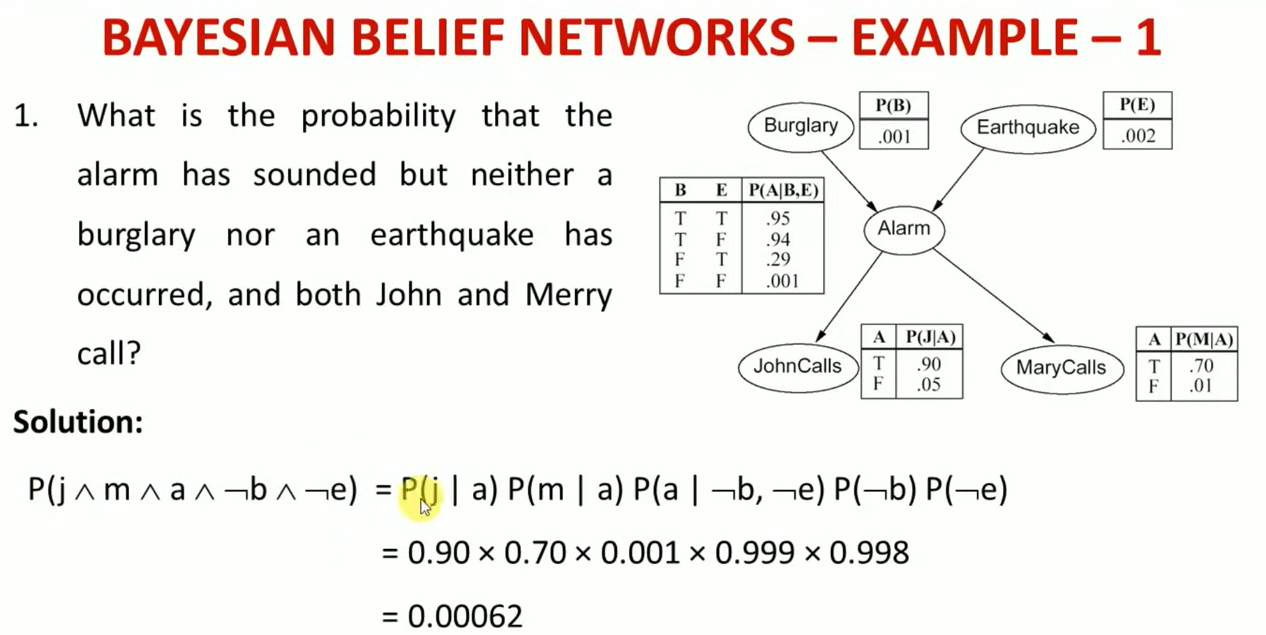 BAYESIAN BELIEF NETWORKS – EXAMPLE – 1
1. What is the probability that the
alarm has sounded but neither a
burglary nor an earthquake has
occurred, and both John and Merry
call?
Burglary
P(B)
.001
Earthquake
P(E)
.002
B E P(A|B,E)
T T .95
T F .94
F T .29
F F .001
Alarm
JohnCalls
A P(J|A)
T .90
F .05
MaryCalls
A P(M|A)
T .70
F .01
Solution:
P(j ∧ m ∧ a ∧ ¬b ∧ ¬e) = P(j | a) P(m | a) P(a | ¬b, ¬e) P(¬b) P(¬e)
= 0.90 × 0.70 × 0.001 × 0.999 × 0.998
= 0.00062